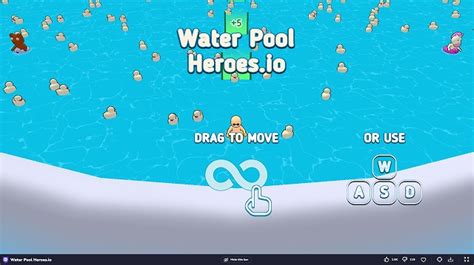 +5
Water Pool
Heroes.io
DRAG TO MOVE
OR USE
W
A S D
Water Pool Heroes.io